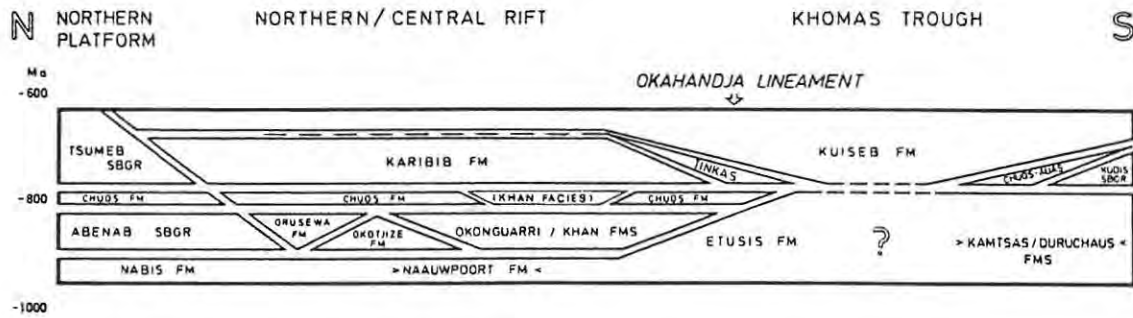 N NORTHERN PLATFORM NORTHERN/CENTRAL RIFT KHOMAS TROUGH S
Ma
-600
OKAHANDJA LINEAMENT
TSUMEB SBGR
KARIBIB FM
INKAS
KUISEB FM
CHUOS-AUAS
KUDIS SBGR
-800
CHUOS FM
CHUOS FM
(KHAN FACIES)
CHUOS FM
ABENAB SBGR
ORUSEWA FM
OKOTJIZE FM
OKONGUARRI / KHAN FMS
ETUSIS FM
?
>KAMTSAS/DURUCHAUS<
FMS
NABIS FM
>NAAUWPOORT FM<
-1000